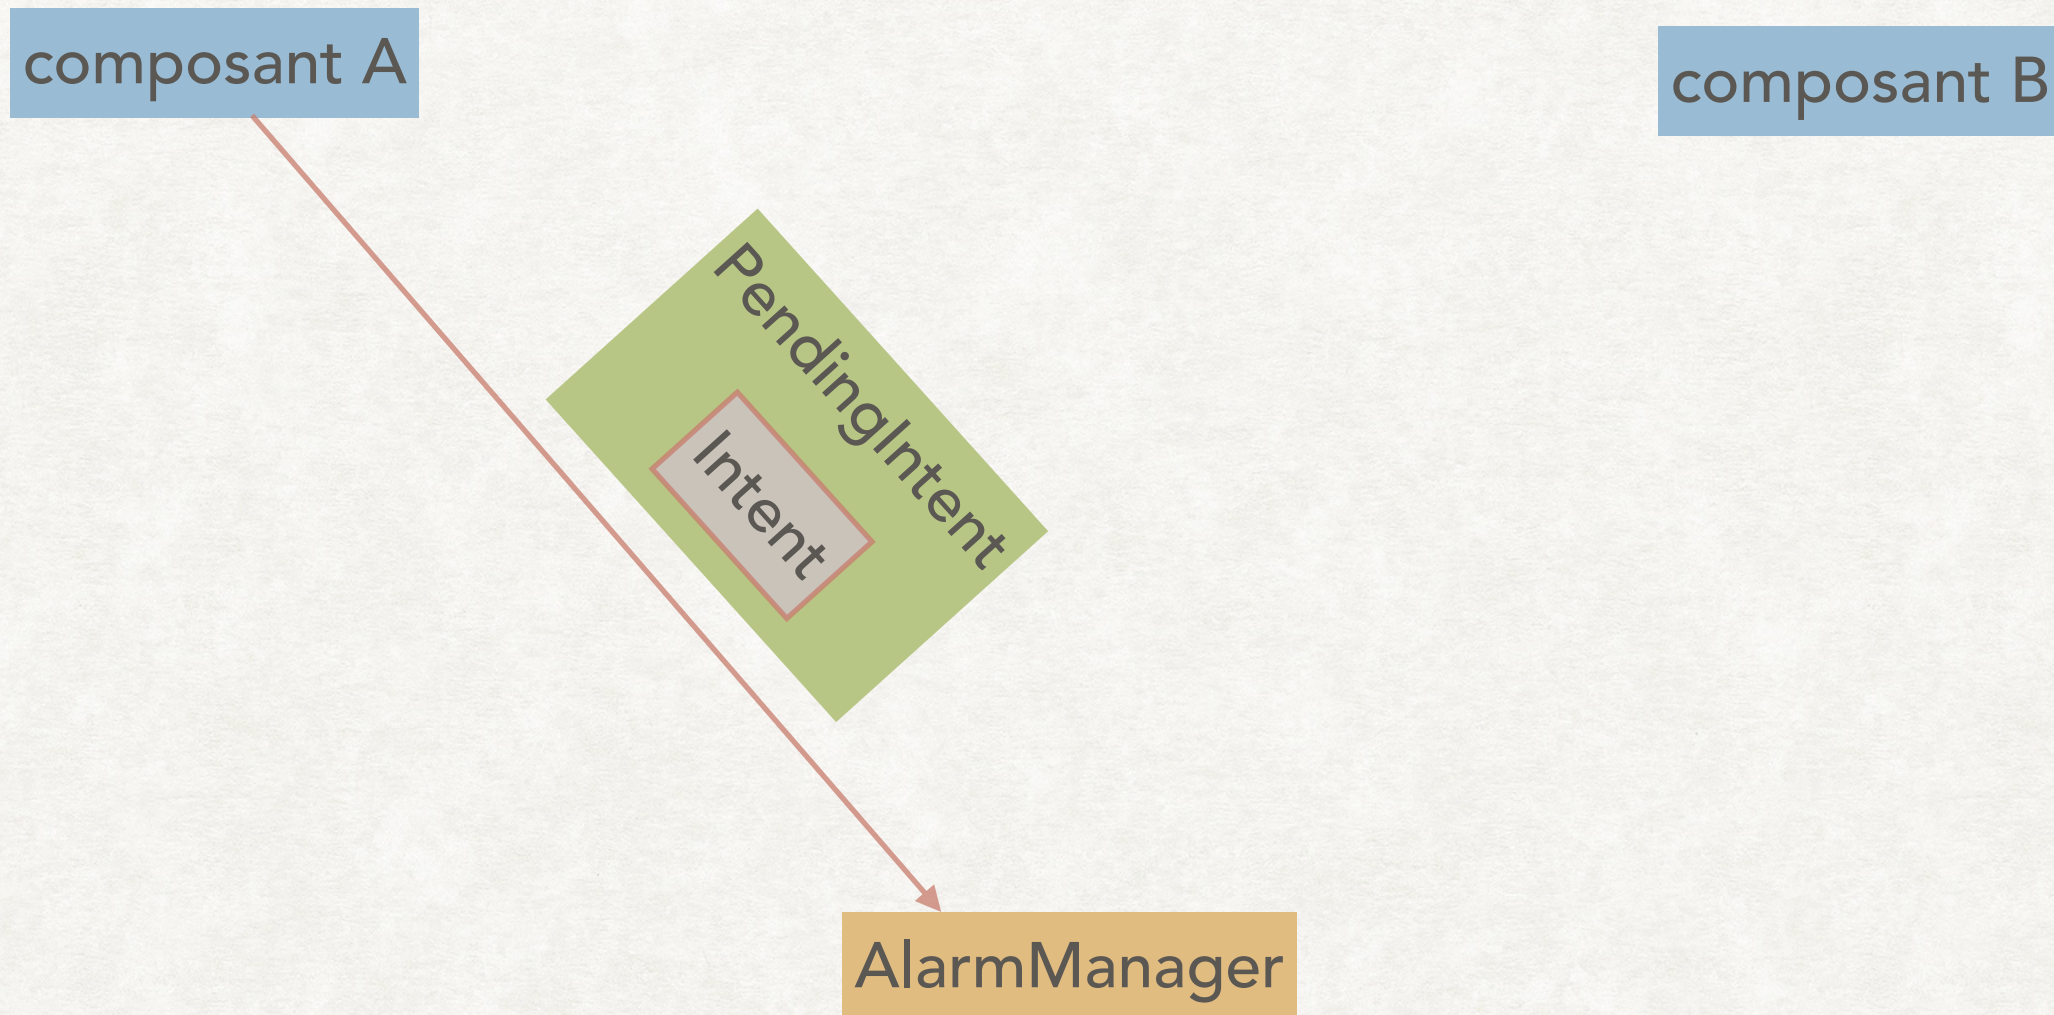 composant A
composant B
PendingIntent
Intent
AlarmManager